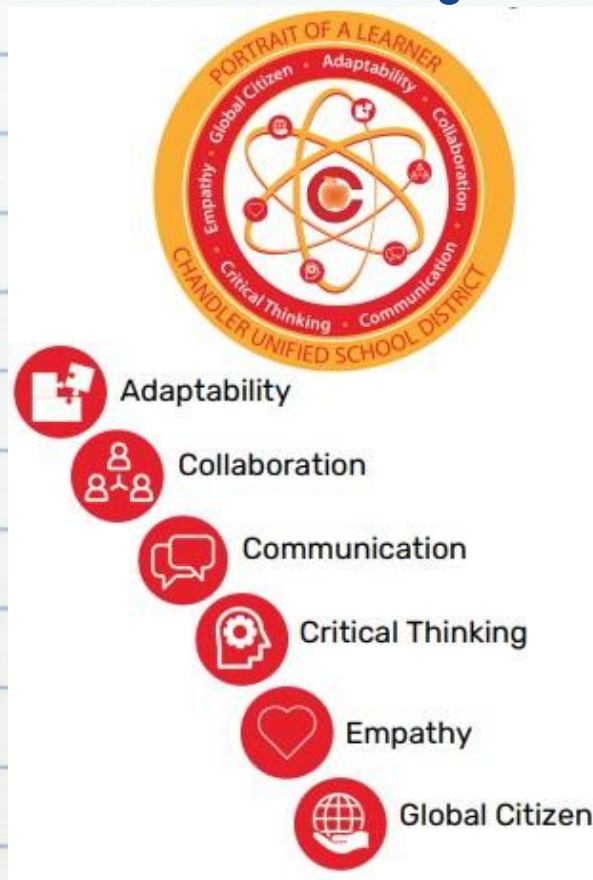 PORTRAIT OF A LEARNER
Global Citizen · Adaptability · Collaboration · Communication · Critical Thinking · Empathy ·
CHANDLER UNIFIED SCHOOL DISTRICT
C
Adaptability
Collaboration
Communication
Critical Thinking
Empathy
Global Citizen